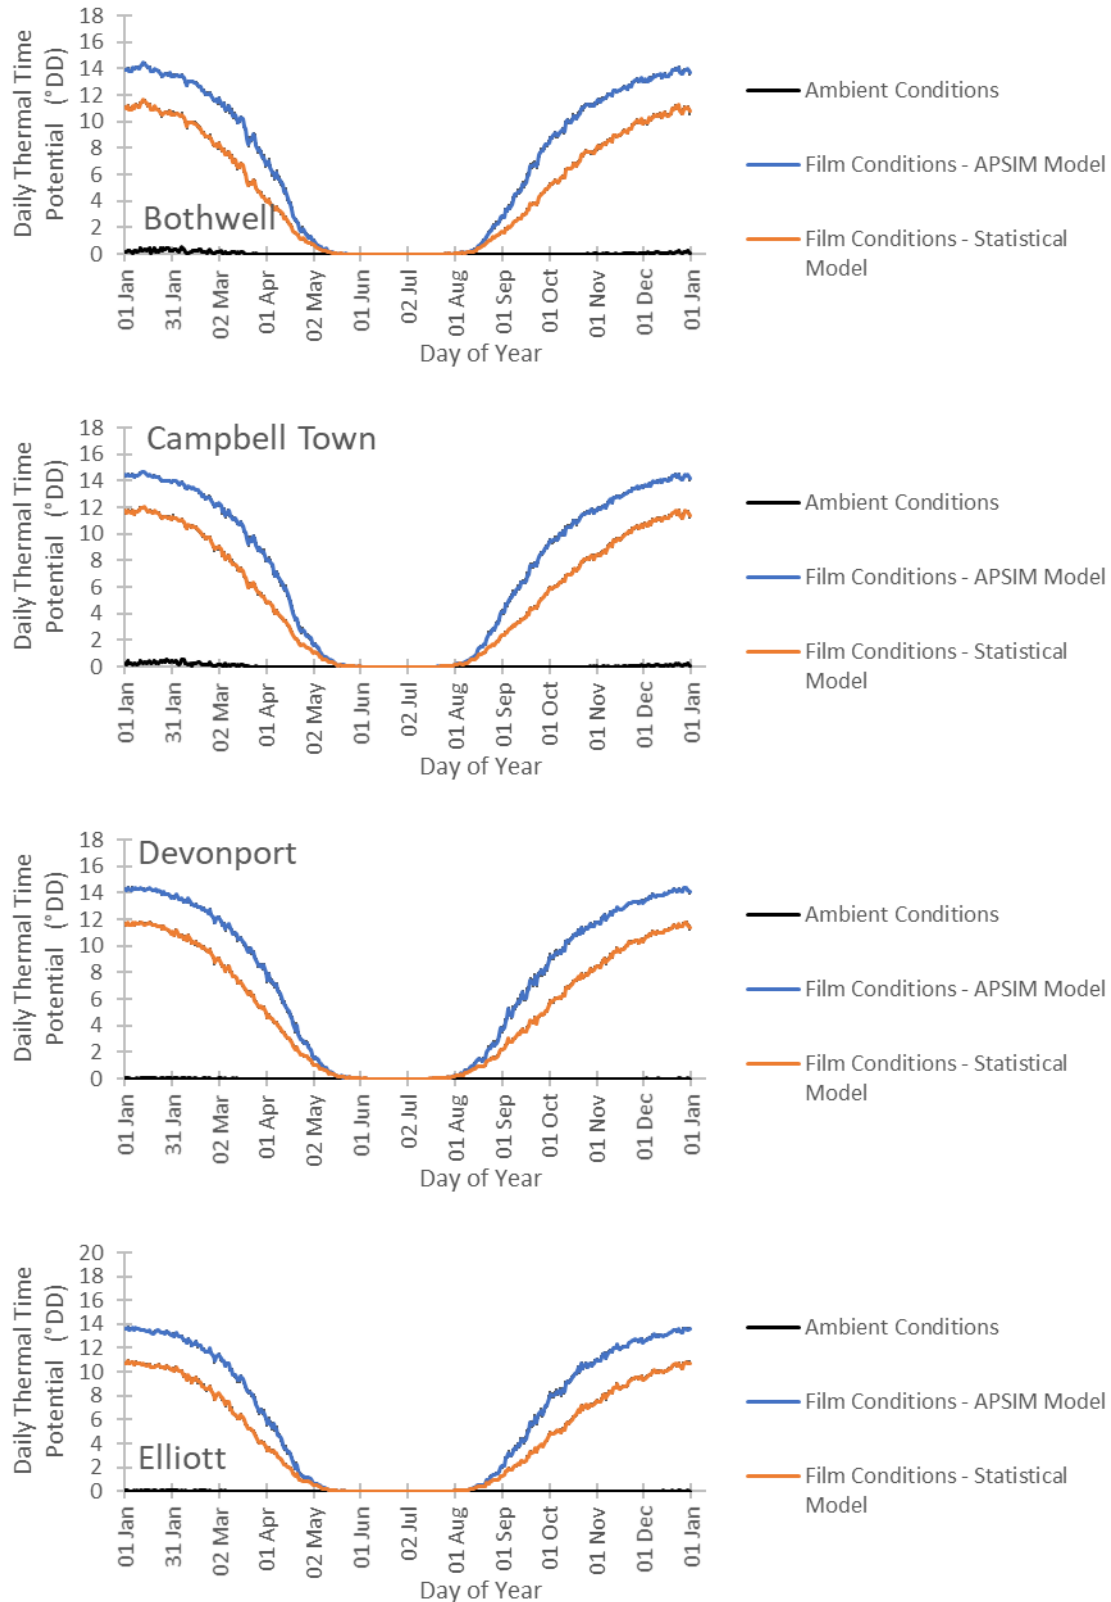 Daily Thermal Time
Potential (°DD)
18
16
14
12
10
8
6
4
2
0
Bothwell
01 Jan
31 Jan
02 Mar
01 Apr
02 May
01 Jun
02 Jul
01 Aug
01 Sep
01 Oct
01 Nov
01 Dec
01 Jan
Day of Year
Ambient Conditions
Film Conditions - APSIM Model
Film Conditions - Statistical
Model
Daily Thermal Time
Potential (°DD)
18
16
14
12
10
8
6
4
2
0
Campbell Town
01 Jan
31 Jan
02 Mar
01 Apr
02 May
01 Jun
02 Jul
01 Aug
01 Sep
01 Oct
01 Nov
01 Dec
01 Jan
Day of Year
Ambient Conditions
Film Conditions - APSIM Model
Film Conditions - Statistical
Model
Daily Thermal Time
Potential (°DD)
18
16
14
12
10
8
6
4
2
0
Devonport
01 Jan
31 Jan
02 Mar
01 Apr
02 May
01 Jun
02 Jul
01 Aug
01 Sep
01 Oct
01 Nov
01 Dec
01 Jan
Day of Year
Ambient Conditions
Film Conditions - APSIM Model
Film Conditions - Statistical
Model
Daily Thermal Time
Potential (°DD)
20
18
16
14
12
10
8
6
4
2
0
Elliott
01 Jan
31 Jan
02 Mar
01 Apr
02 May
01 Jun
02 Jul
01 Aug
01 Sep
01 Oct
01 Nov
01 Dec
01 Jan
Day of Year
Ambient Conditions
Film Conditions - APSIM Model
Film Conditions - Statistical
Model